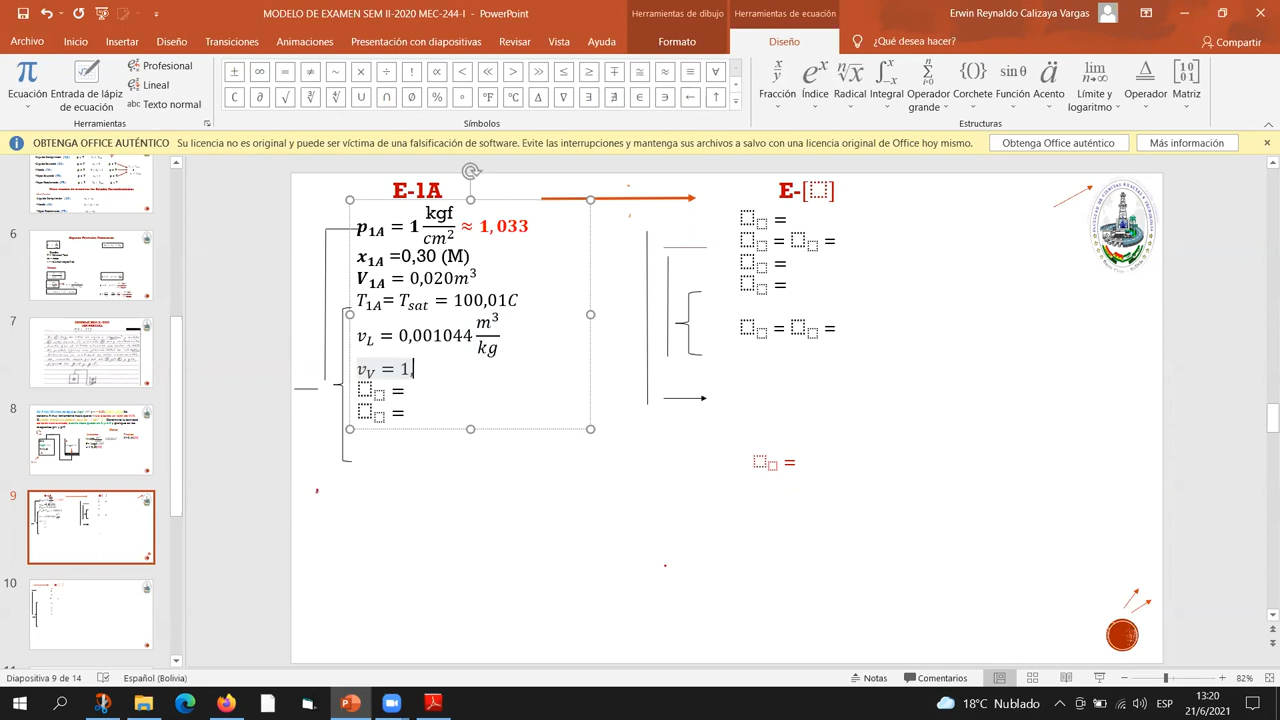 MODELO DE EXAMEN SEM 1-2020 MEC-244-I - PowerPoint
Herramientas de dibujo
Herramientas de ecuación
Erwin Reynaldo Calizaya Vargas
Archivo
Inicio
Insertar
Diseño
Transiciones
Animaciones
Presentación con diapositivas
Revisar
Vista
Ayuda
Formato
Diseño
¿Qué desea hacer?
Compartir
Ecuación
Entrada de lápiz de ecuación
Profesional
Lineal
abc Texto normal
Herramientas
± ∞ = ≠ ~ × ÷ ! ∝ < ≪ > ≫ ≤ ≥ ∓ ≅ ≈ ≡ ∀
∁ ∂ √ ∛ ∜ ∪ ∩ ∅ % ° °F °C ∆ ∇ ∃ ∄ ∈ ∋ ← ↑
Símbolos
Fracción
Índice
Radical
Integral
Operador grande
Corchete
Función
Acento
Límite y logaritmo
Operador
Matriz
Estructuras
OBTENGA OFFICE AUTÉNTICO Su licencia no es original y puede ser víctima de una falsificación de software. Evite las interrupciones y mantenga sus archivos a salvo con una licencia original de Office hoy mismo.
Obtenga Office auténtico
Más información
6
7
8
9
10
E-1A
p₁A = 1 kgf/cm² ≈ 1,033
x₁A =0,30 (M)
V₁A = 0,020m³
T₁A= Tsat = 100,01C
vL = 0,001044 m³/kg
vV = 1,
=
=
E-[]
=
= =
=
=
= =
=
Diapositiva 9 de 14
Español (Bolivia)
Notas
Comentarios
82%
18°C Nublado
ESP
13:20
21/6/2021